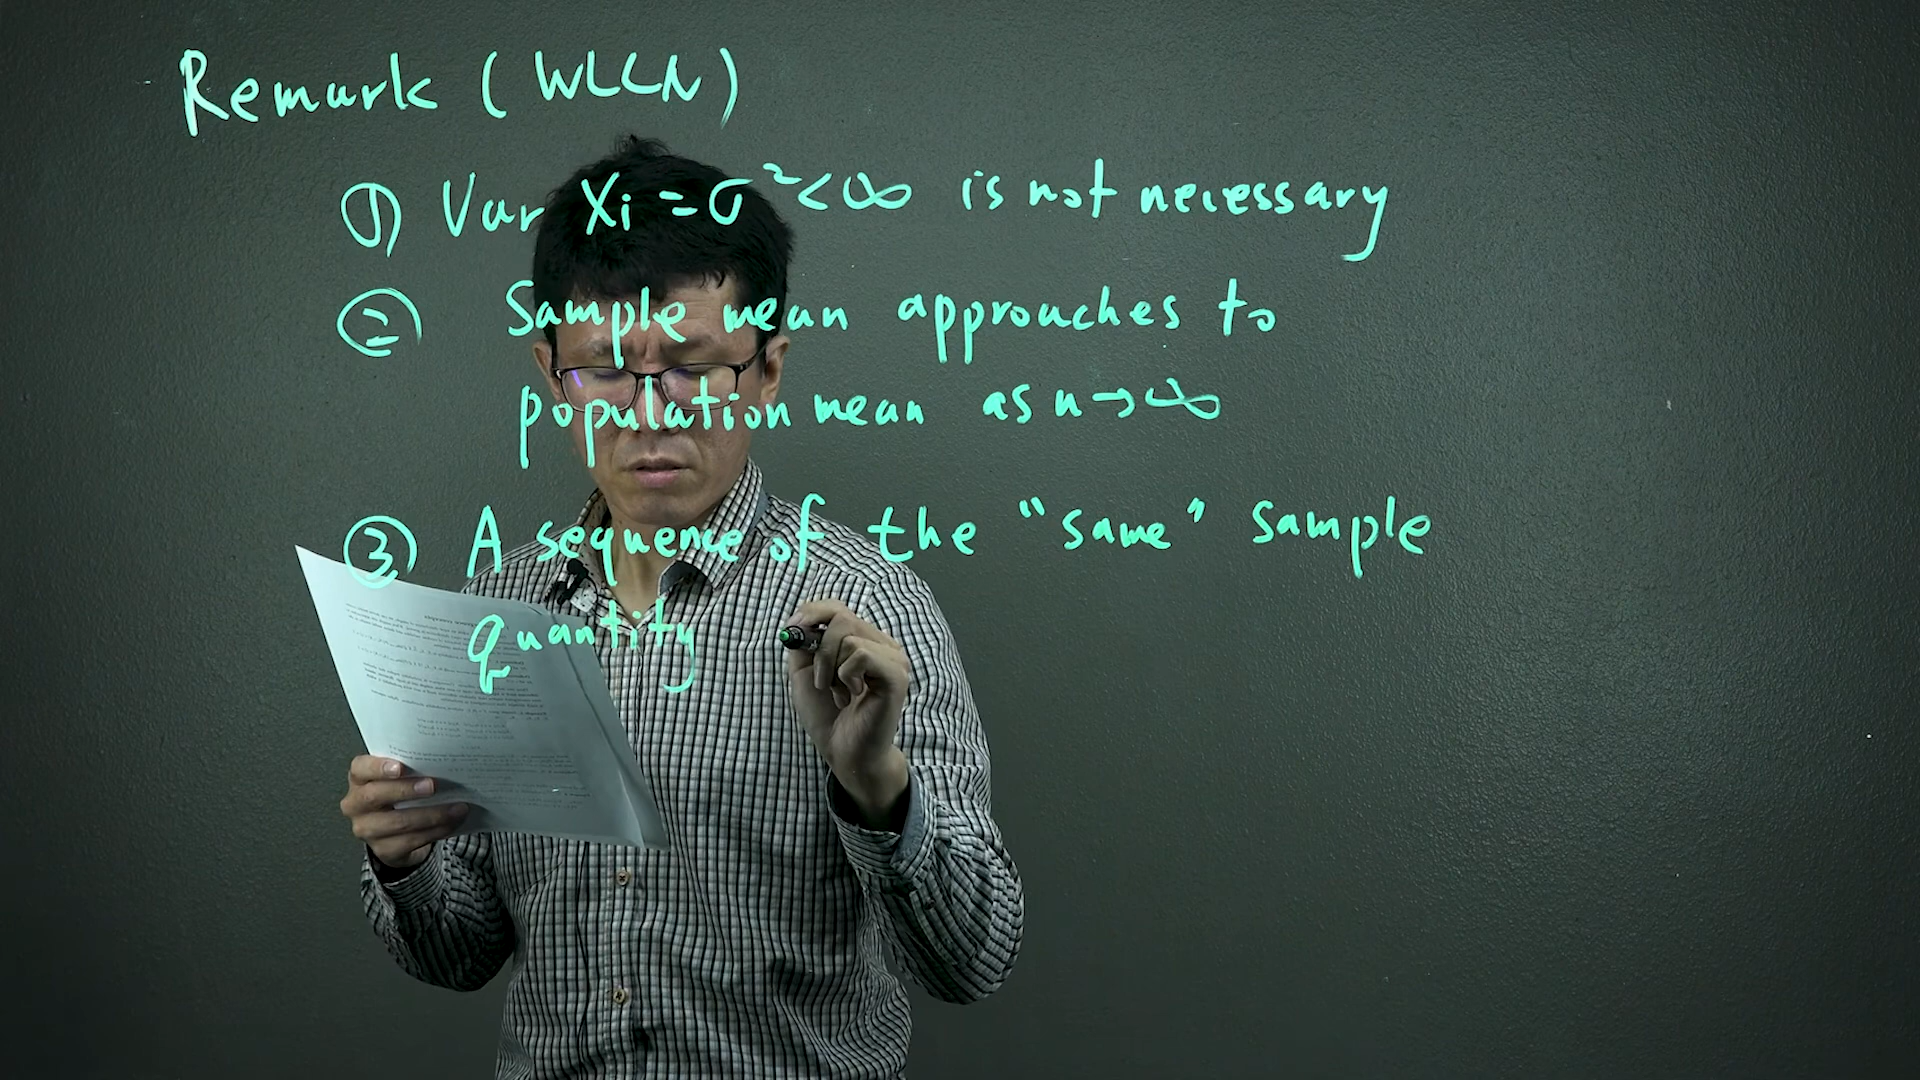 Remark (WLLN)
① Var Xi = σ² < ∞ is not necessary
② Sample mean approaches to
population mean as n → ∞
③ A sequence of the "same" sample
quantity